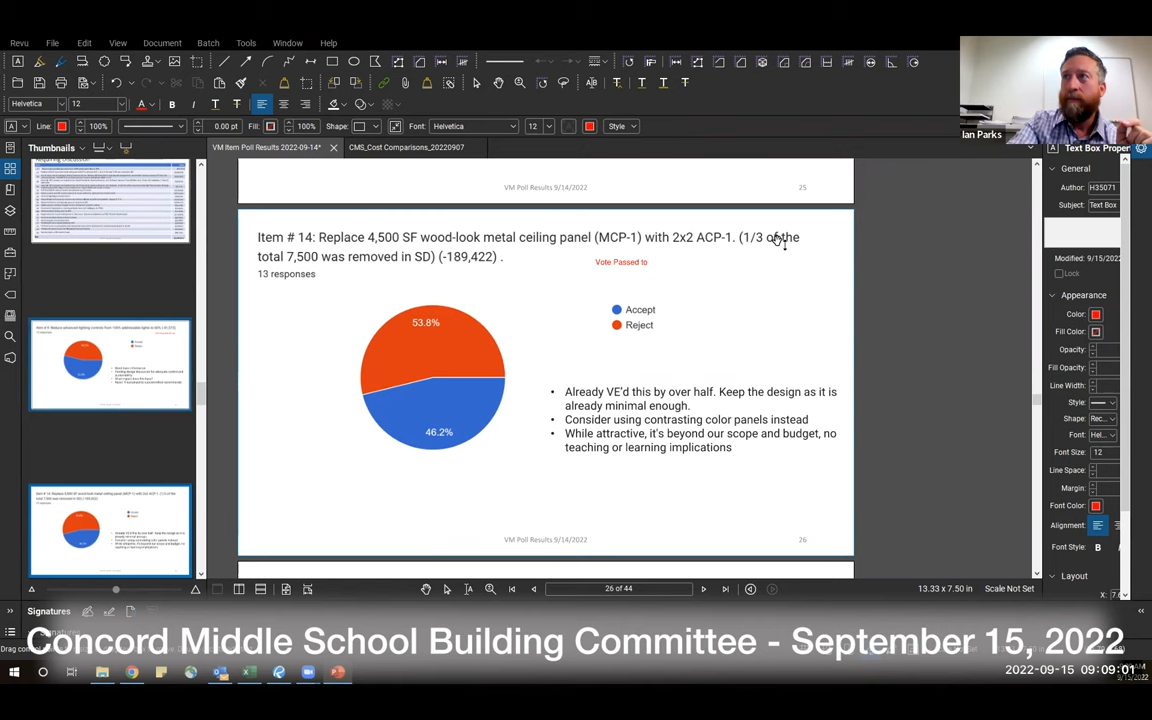 Revu File Edit View Document Batch Tools Window Help
Helvetica 12
Line: 100% 0.00 pt Fill: 100% Shape: Font: Helvetica 12 Style
Ian Parks
Thumbnails
VM Item Poll Results 2022-09-14*
CMS_Cost Comparisons_20220907
VM Poll Results 9/14/2022 25
Item # 14: Replace 4,500 SF wood-look metal ceiling panel (MCP-1) with 2x2 ACP-1. (1/3 of the
total 7,500 was removed in SD) (-189,422) .
Vote Passed to
13 responses
Accept
Reject
53.8%
46.2%
• Already VE'd this by over half. Keep the design as it is
already minimal enough.
• Consider using contrasting color panels instead
• While attractive, it's beyond our scope and budget, no
teaching or learning implications
VM Poll Results 9/14/2022 26
Text Box Proper
General
Author: H35071
Subject: Text Box
Modified: 9/15/2022
Lock
Appearance
Color:
Fill Color:
Opacity:
Fill Opacity:
Line Width:
Style:
Shape: Rec...
Font: Hel...
Font Size: 12
Line Space:
Margin:
Font Color:
Alignment:
Font Style: B
Layout
X:
26 of 44
13.33 x 7.50 in
Scale Not Set
Signatures
Concord Middle School Building Committee - September 15, 2022
2022-09-15 09:09:01